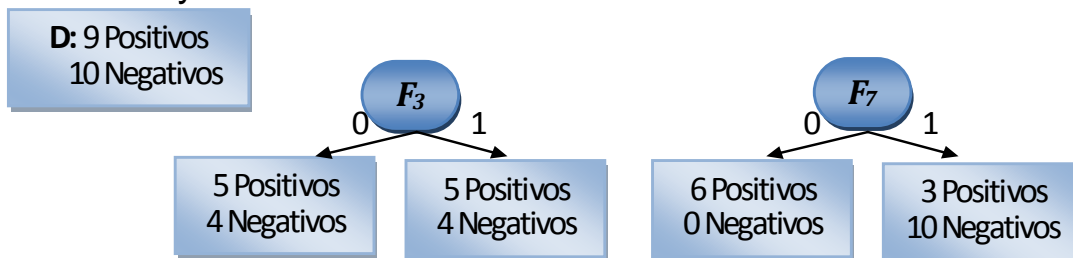 D: 9 Positivos
10 Negativos
F3
F7
0 1
0 1
5 Positivos
4 Negativos
5 Positivos
4 Negativos
6 Positivos
0 Negativos
3 Positivos
10 Negativos